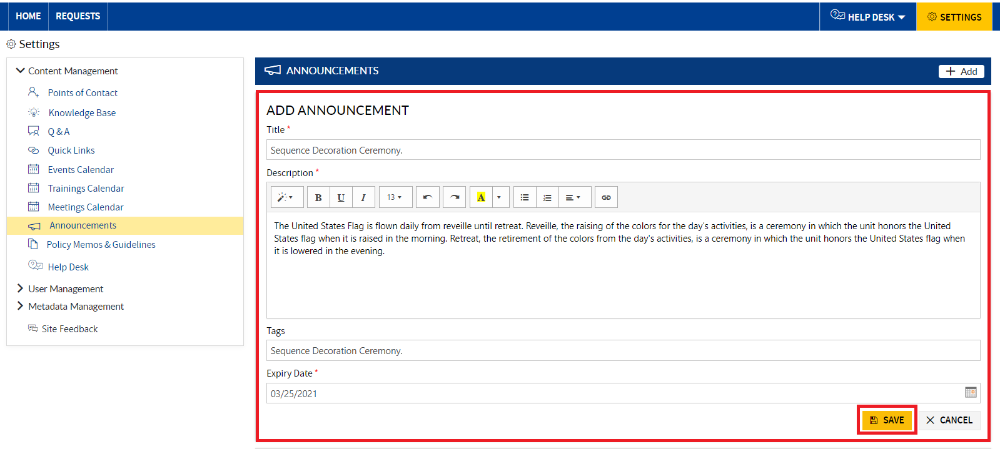 HOME REQUESTS HELP DESK SETTINGS
Settings
Content Management
Points of Contact
Knowledge Base
Q & A
Quick Links
Events Calendar
Trainings Calendar
Meetings Calendar
Announcements
Policy Memos & Guidelines
Help Desk
User Management
Metadata Management
Site Feedback
ANNOUNCEMENTS Add
ADD ANNOUNCEMENT
Title *
Sequence Decoration Ceremony.
Description *
B U I 13 A
The United States Flag is flown daily from reveille until retreat. Reveille, the raising of the colors for the day's activities, is a ceremony in which the unit honors the United
States flag when it is raised in the morning. Retreat, the retirement of the colors from the day's activities, is a ceremony in which the unit honors the United States flag when
it is lowered in the evening.
Tags
Sequence Decoration Ceremony.
Expiry Date *
03/25/2021
SAVE CANCEL